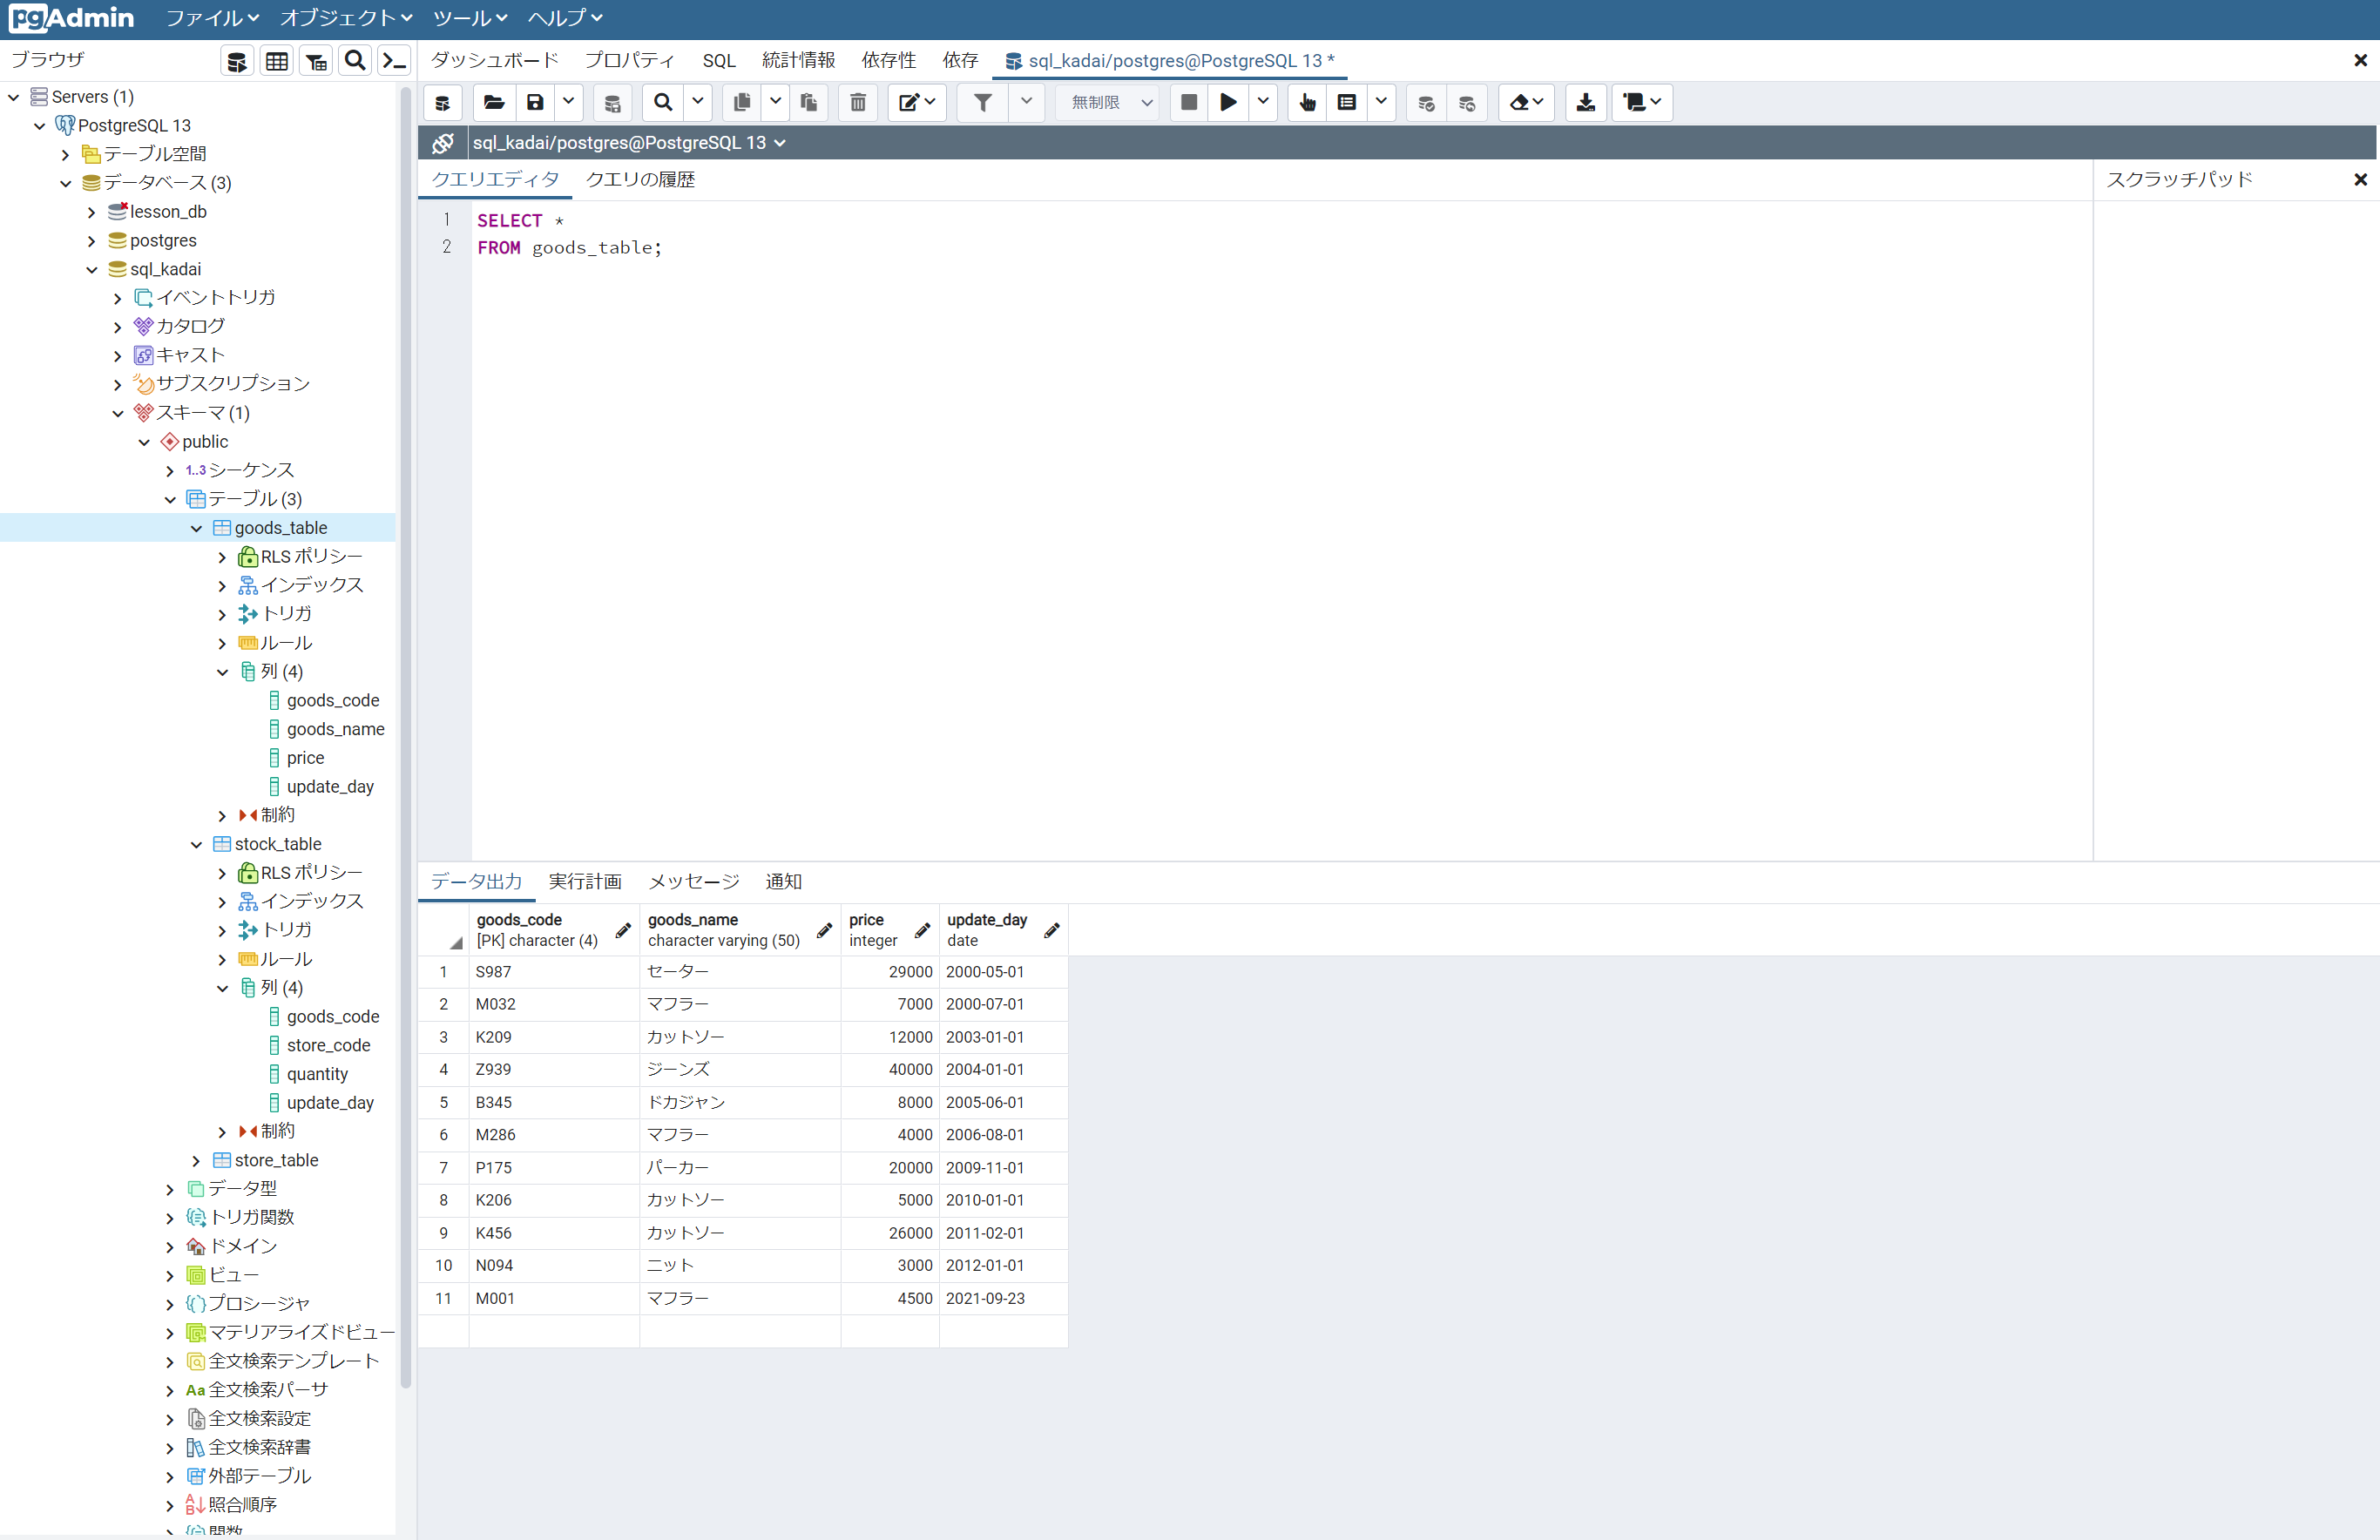 pgAdmin ファイル オブジェクト ツール ヘルプ
ブラウザ
ダッシュボード プロパティ SQL 統計情報 依存性 依存 sql_kadai/postgres@PostgreSQL 13 *
Servers (1)
PostgreSQL 13
テーブル空間
データベース (3)
lesson_db
postgres
sql_kadai
イベントトリガ
カタログ
キャスト
サブスクリプション
スキーマ (1)
public
1..3 シーケンス
テーブル (3)
goods_table
RLS ポリシー
インデックス
トリガ
ルール
列 (4)
goods_code
goods_name
price
update_day
制約
stock_table
RLS ポリシー
インデックス
トリガ
ルール
列 (4)
goods_code
store_code
quantity
update_day
制約
store_table
データ型
トリガ関数
ドメイン
ビュー
プロシージャ
マテリアライズドビュー
全文検索テンプレート
Aa 全文検索パーサ
全文検索設定
全文検索辞書
外部テーブル
照合順序
関数
無制限
sql_kadai/postgres@PostgreSQL 13
クエリエディタ クエリの履歴
スクラッチパッド
1 SELECT *
2 FROM goods_table;
データ出力 実行計画 メッセージ 通知
goods_code goods_name price update_day
[PK] character (4) character varying (50) integer date
1 S987 セーター 29000 2000-05-01
2 M032 マフラー 7000 2000-07-01
3 K209 カットソー 12000 2003-01-01
4 Z939 ジーンズ 40000 2004-01-01
5 B345 ドカジャン 8000 2005-06-01
6 M286 マフラー 4000 2006-08-01
7 P175 パーカー 20000 2009-11-01
8 K206 カットソー 5000 2010-01-01
9 K456 カットソー 26000 2011-02-01
10 N094 ニット 3000 2012-01-01
11 M001 マフラー 4500 2021-09-23